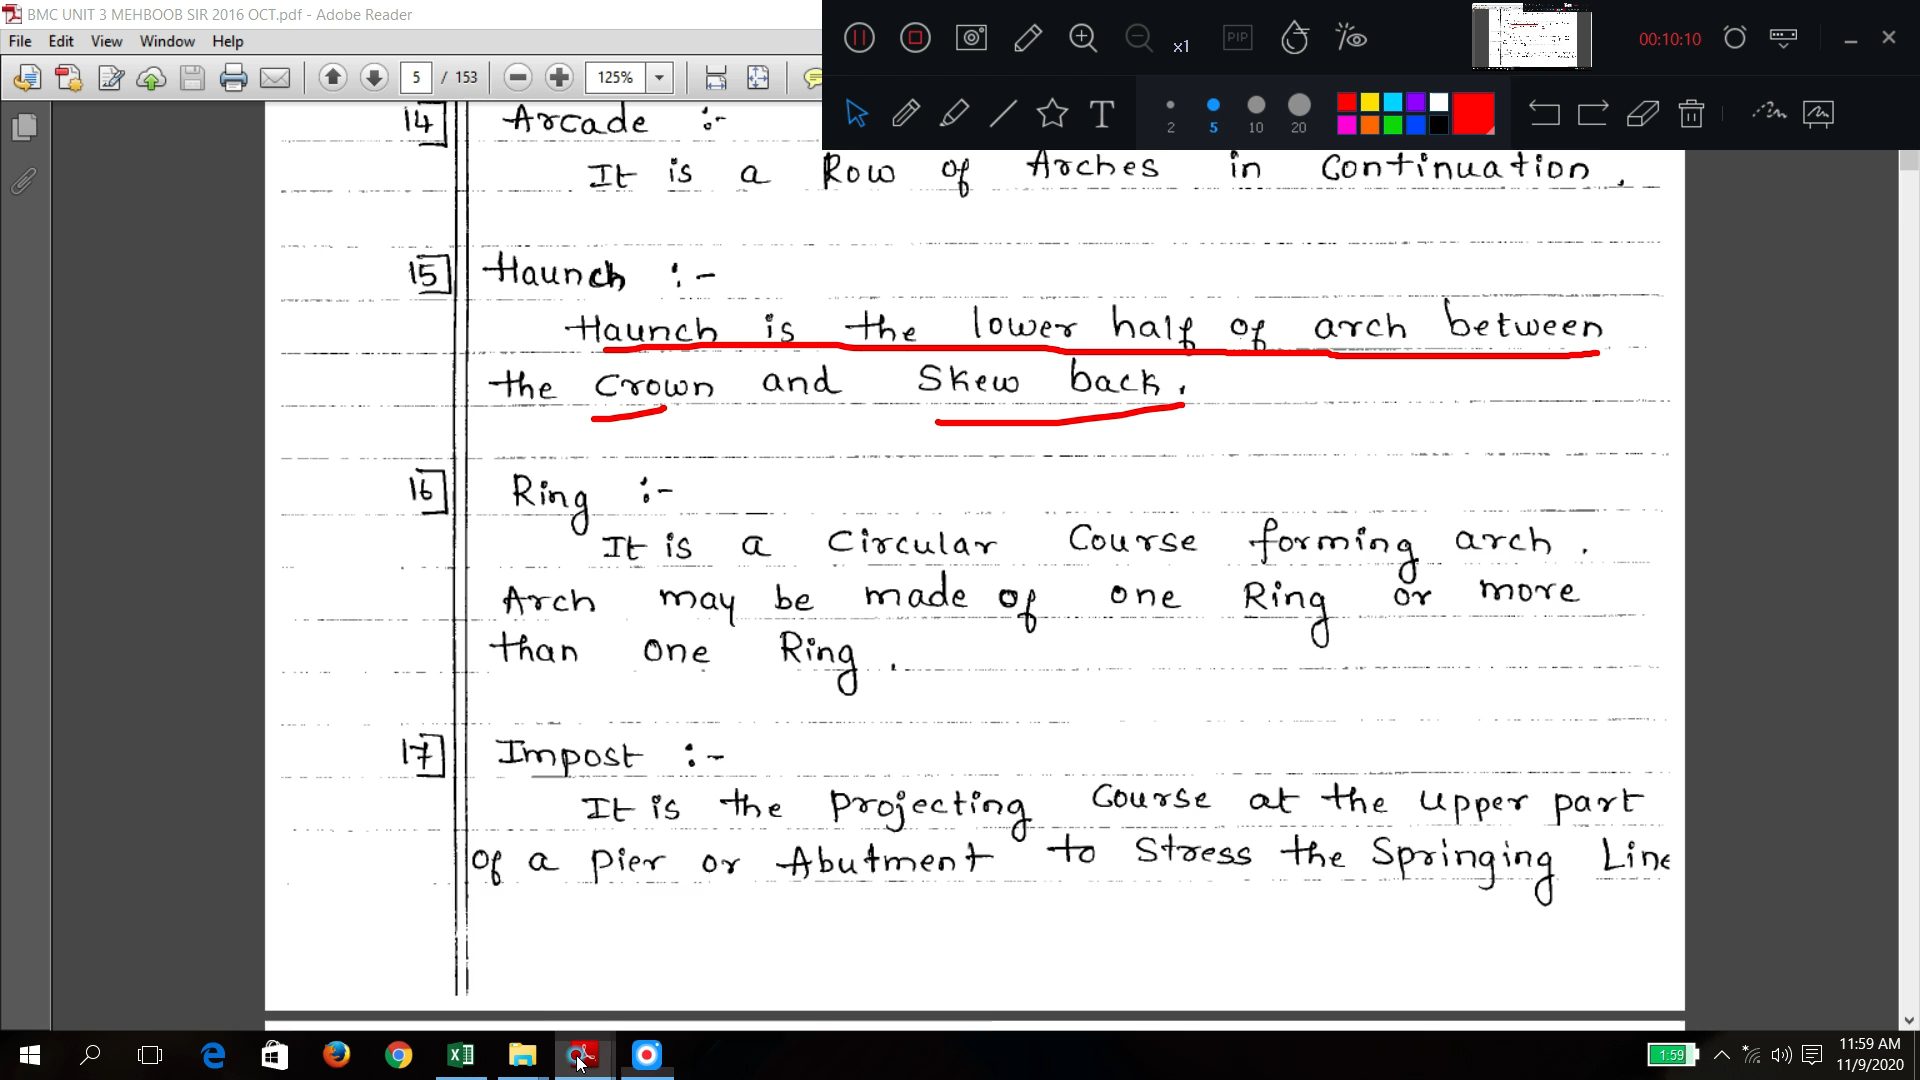 BMC UNIT 3 MEHBOOB SIR 2016 OCT.pdf - Adobe Reader
File Edit View Window Help
5 / 153 125%
x1 PIP 00:10:10
2 5 10 20
14 Arcade :-
It is a Row of Arches in Continuation.
15 Haunch :-
Haunch is the lower half of arch between
the Crown and Skew back.
16 Ring :-
It is a Circular Course forming arch.
Arch may be made of one Ring or more
than one Ring.
17 Impost :-
It is the projecting Course at the upper part
of a pier or Abutment to Stress the Springing Line
1:59 11:59 AM
11/9/2020